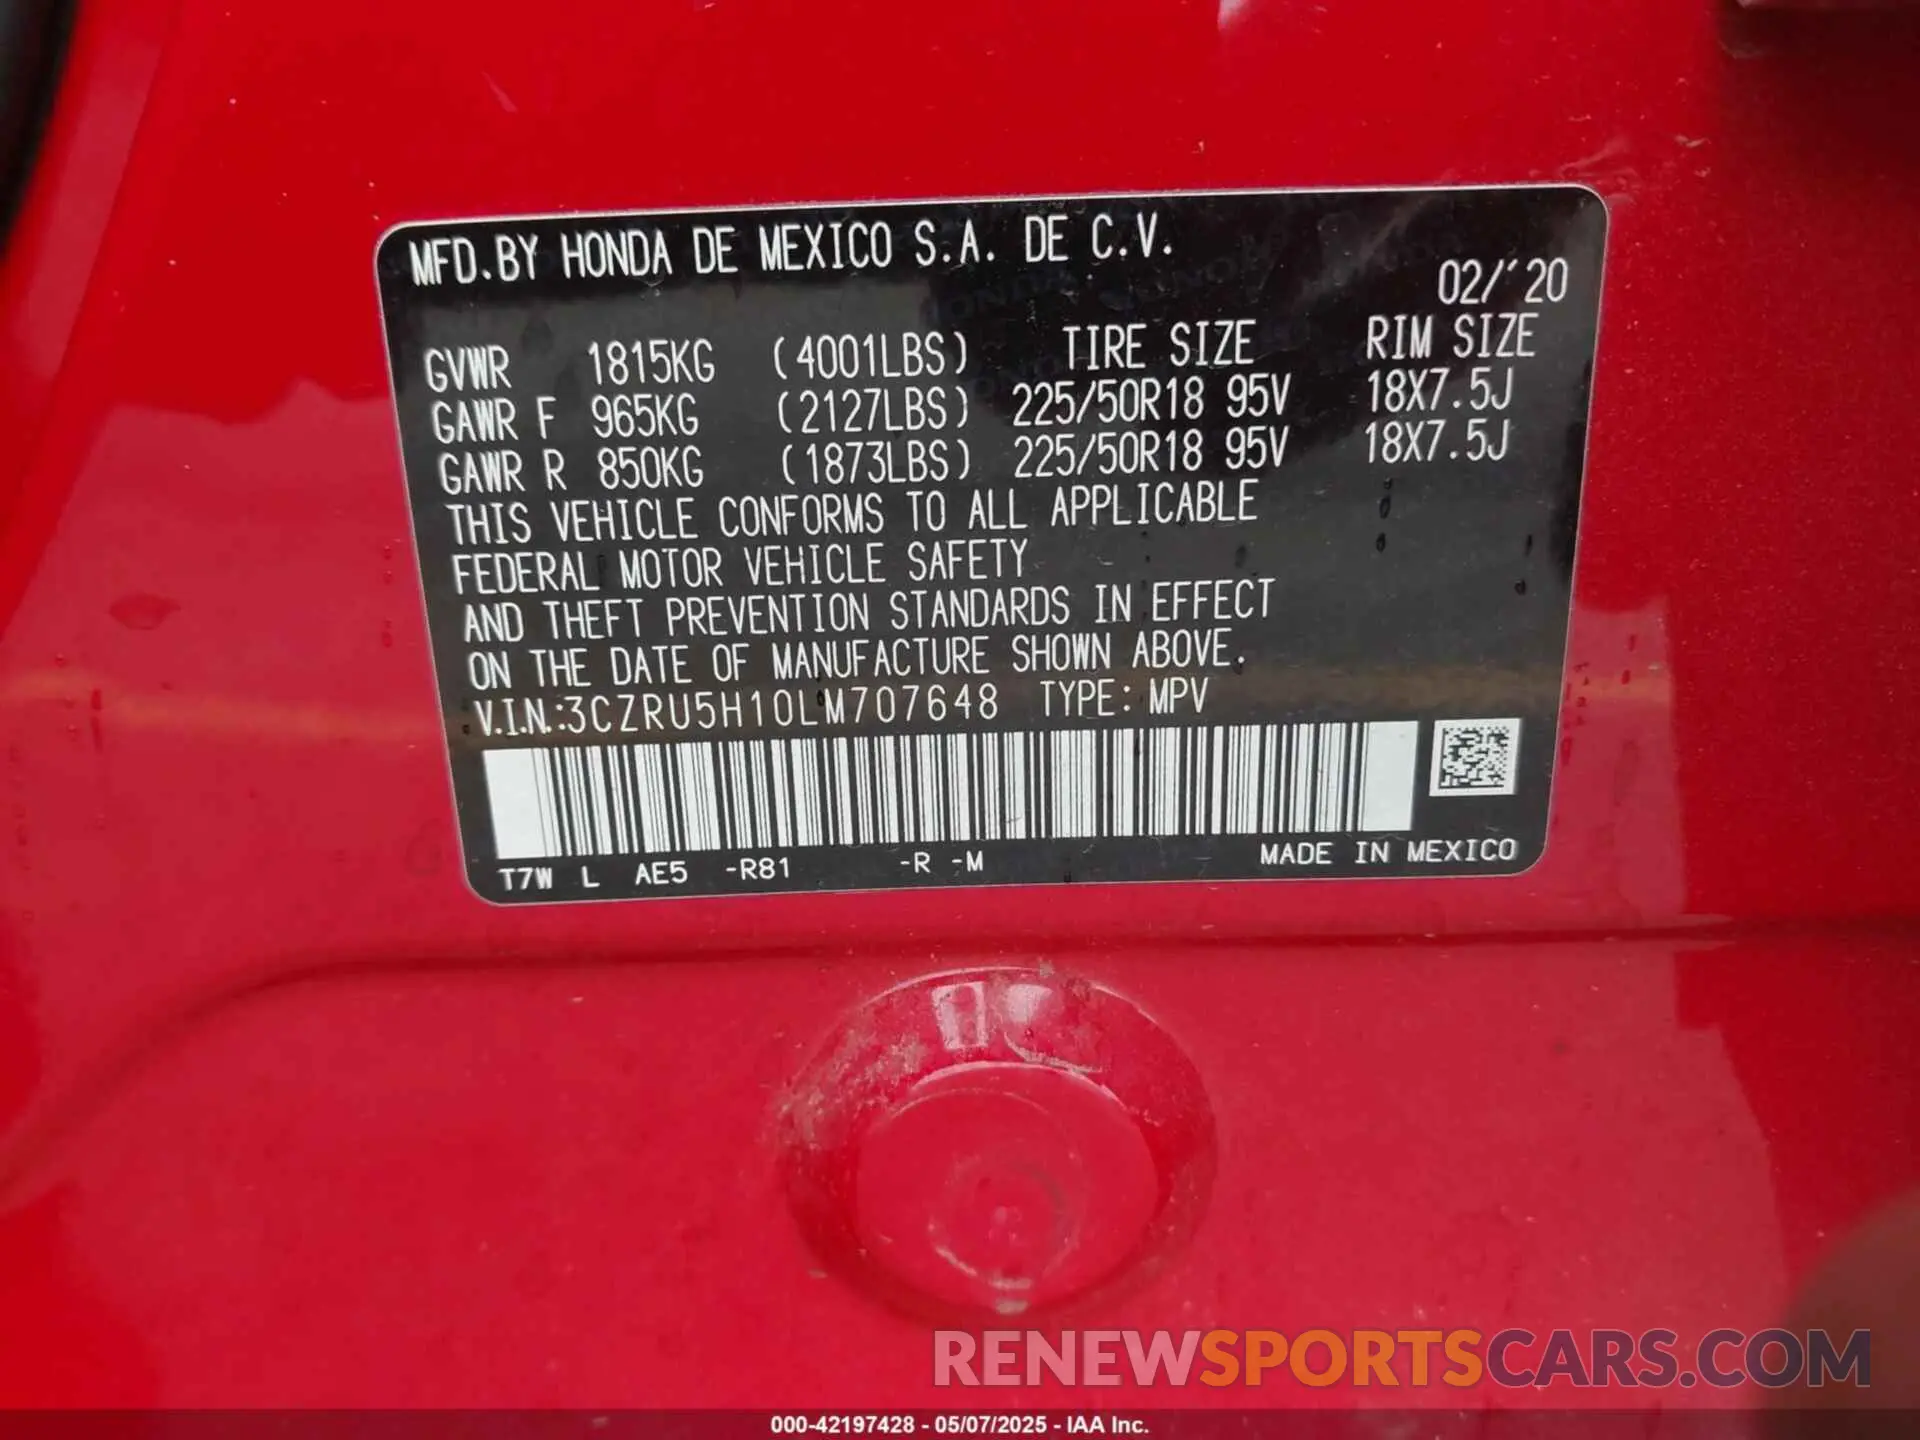 MFD.BY HONDA DE MEXICO S.A. DE C.V.
02/'20
GVWR 1815KG (4001LBS) TIRE SIZE RIM SIZE
GAWR F 965KG (2127LBS) 225/50R18 95V 18X7.5J
GAWR R 850KG (1873LBS) 225/50R18 95V 18X7.5J
THIS VEHICLE CONFORMS TO ALL APPLICABLE
FEDERAL MOTOR VEHICLE SAFETY
AND THEFT PREVENTION STANDARDS IN EFFECT
ON THE DATE OF MANUFACTURE SHOWN ABOVE.
V.I.N.:3CZRU5H10LM707648 TYPE: MPV
T7W L AE5 -R81 -R -M MADE IN MEXICO
RENEWSPORTSCARS.COM
000-42197428 - 05/07/2025 - IAA Inc.